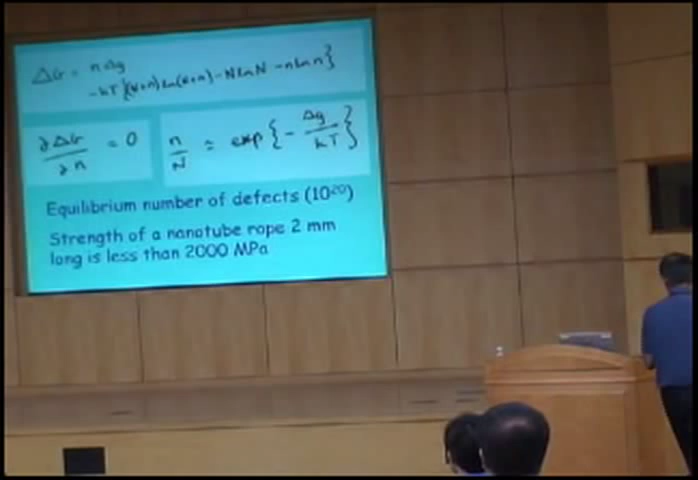 ΔG = nΔg
-kT{(N+n)ln(N+n)-NlnN-nlnn}
∂ΔG/∂n = 0
n/N ≃ exp{-Δg/kT}
Equilibrium number of defects (10²⁰)
Strength of a nanotube rope 2 mm
long is less than 2000 MPa